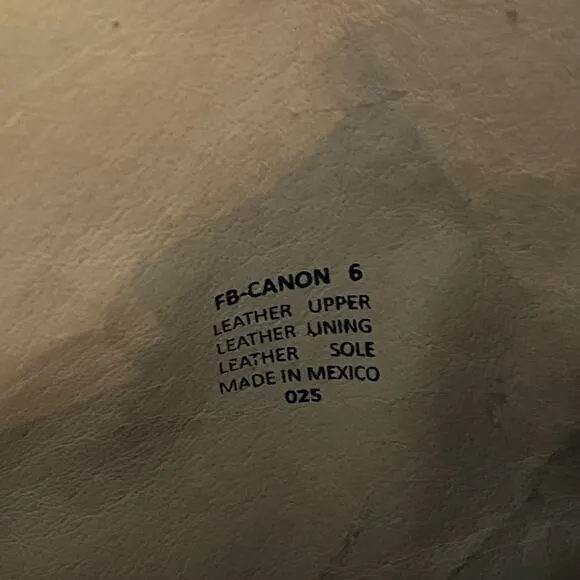 FB-CANON 6
LEATHER UPPER
LEATHER LINING
LEATHER SOLE
MADE IN MEXICO
025